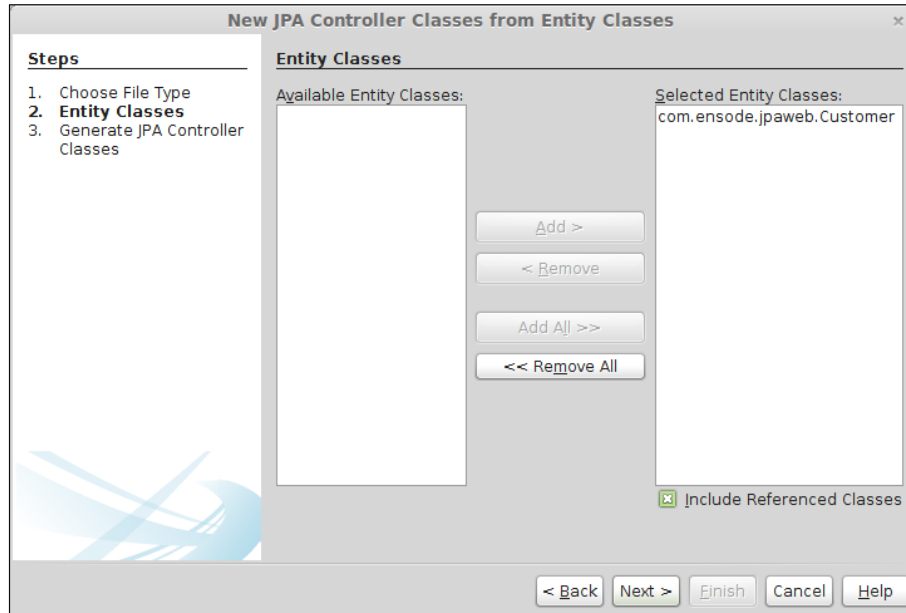 New JPA Controller Classes from Entity Classes
Steps
1. Choose File Type
2. Entity Classes
3. Generate JPA Controller
Classes
Entity Classes
Available Entity Classes:
Selected Entity Classes:
com.ensode.jpaweb.Customer
Add >
< Remove
Add All >>
<< Remove All
Include Referenced Classes
< Back
Next >
Finish
Cancel
Help